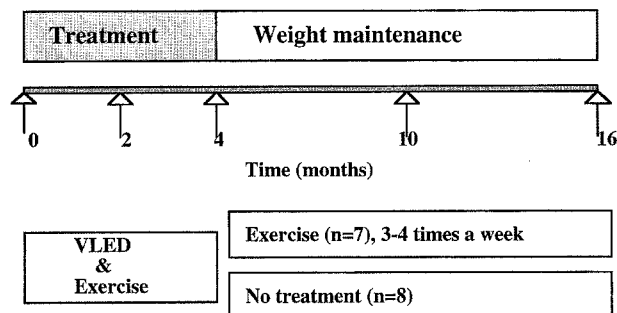 Treatment Weight maintenance
0 2 4 10 16
Time (months)
VLED
&
Exercise
Exercise (n=7), 3-4 times a week
No treatment (n=8)